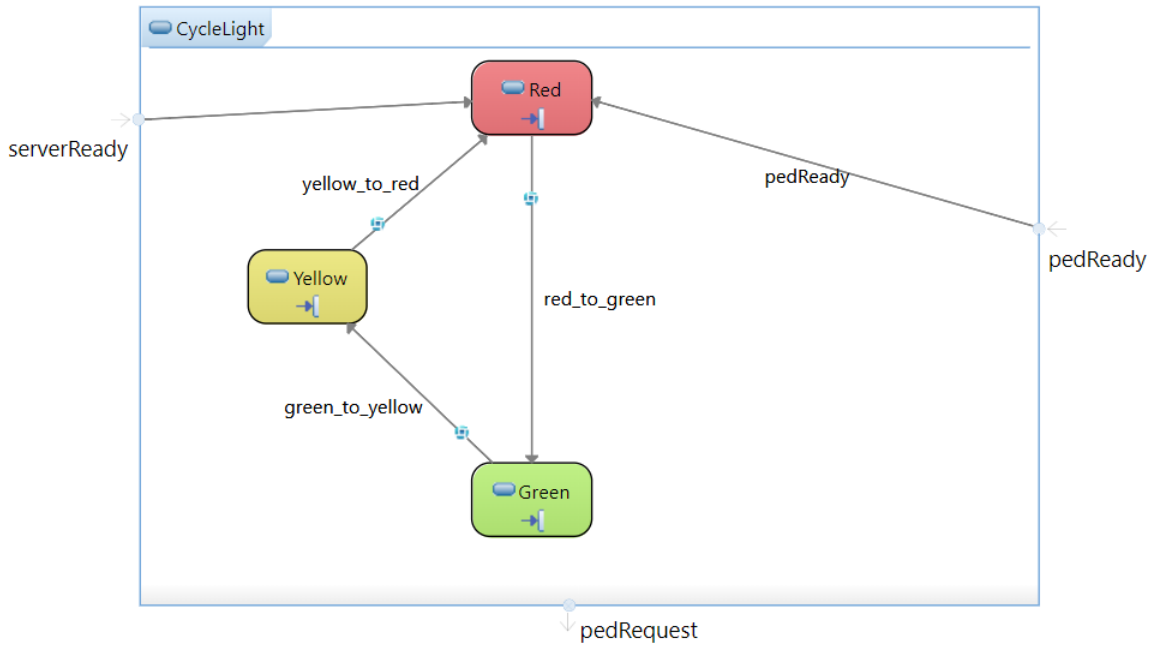 CycleLight
Red
serverReady
yellow_to_red
pedReady
pedReady
Yellow
red_to_green
green_to_yellow
Green
pedRequest